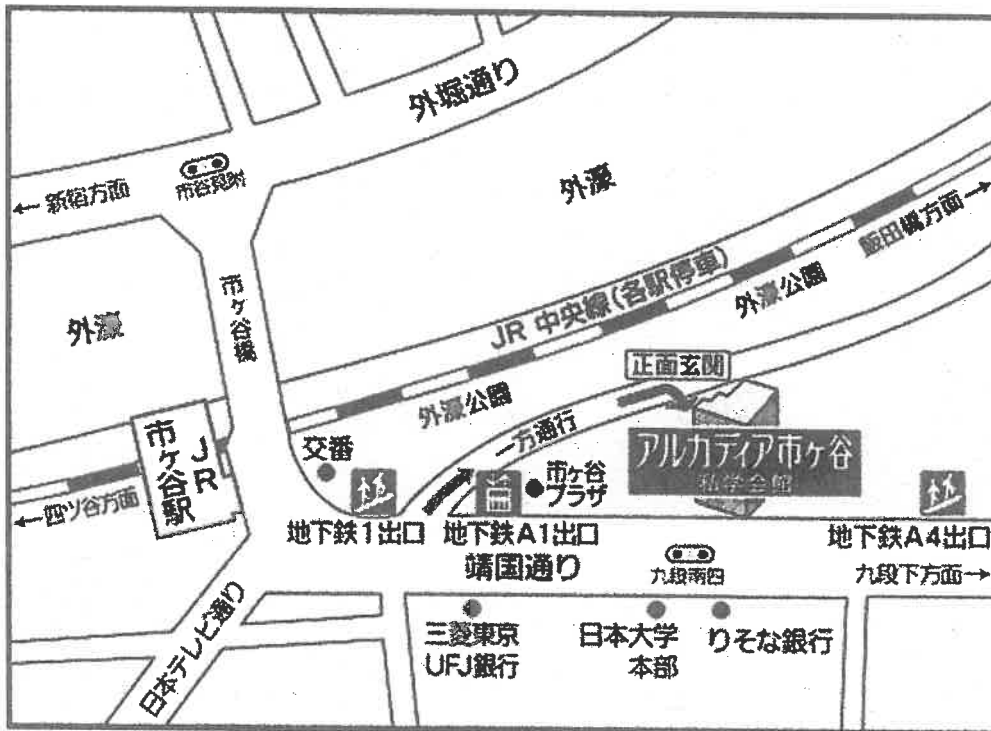 外堀通り
市谷見附
← 新宿方面
外濠
飯田橋方面 →
市ヶ谷橋
外濠
JR 中央線(各駅停車)
外濠公園
正面玄関
外濠公園
一方通行
アルカディア市ヶ谷
私学会館
JR
市ヶ谷駅
交番
市ヶ谷
プラザ
← 四ツ谷方面
地下鉄1出口
地下鉄A1出口
地下鉄A4出口
靖国通り
九段南四
九段下方面→
日本テレビ通り
三菱東京
UFJ銀行
日本大学
本部
りそな銀行